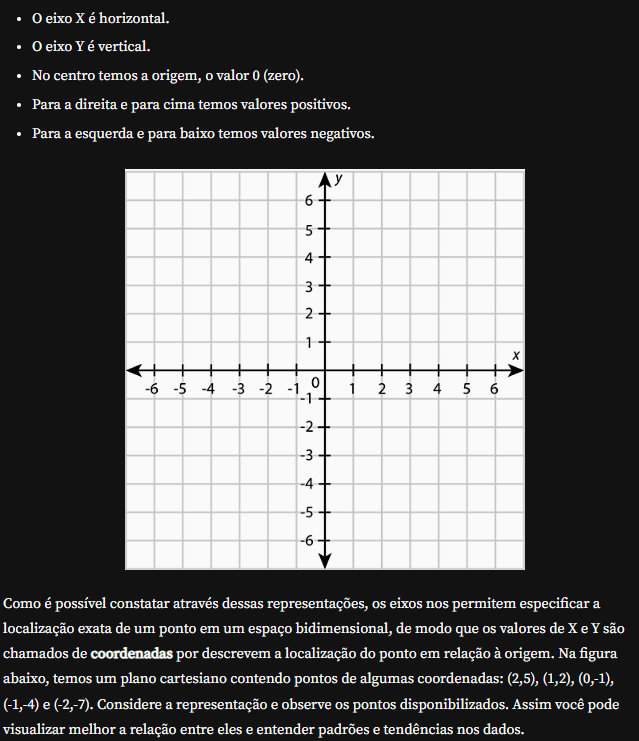 • O eixo X é horizontal.
• O eixo Y é vertical.
• No centro temos a origem, o valor 0 (zero).
• Para a direita e para cima temos valores positivos.
• Para a esquerda e para baixo temos valores negativos.
y
6
5
4
3
2
1
x
-6 -5 -4 -3 -2 -1 0 1 2 3 4 5 6
-1
-2
-3
-4
-5
-6
Como é possível constatar através dessas representações, os eixos nos permitem especificar a
localização exata de um ponto em um espaço bidimensional, de modo que os valores de X e Y são
chamados de coordenadas por descrevem a localização do ponto em relação à origem. Na figura
abaixo, temos um plano cartesiano contendo pontos de algumas coordenadas: (2,5), (1,2), (0,-1),
(-1,-4) e (-2,-7). Considere a representação e observe os pontos disponibilizados. Assim você pode
visualizar melhor a relação entre eles e entender padrões e tendências nos dados.